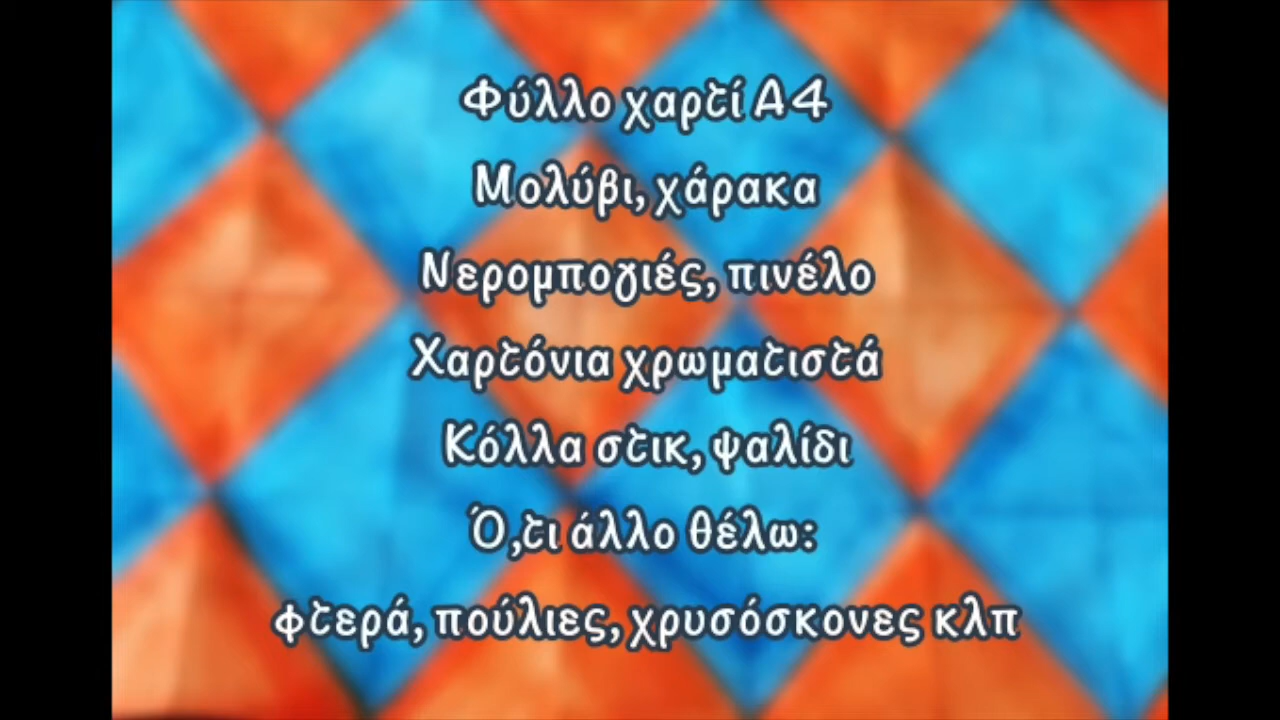 Φύλλο χαρτί Α4
Μολύβι, χάρακα
Νερομπογιές, πινέλο
Χαρτόνια χρωματιστά
Κόλλα στικ, ψαλίδι
Ό,τι άλλο θέλω:
φτερά, πούλιες, χρυσόσκονες κλπ